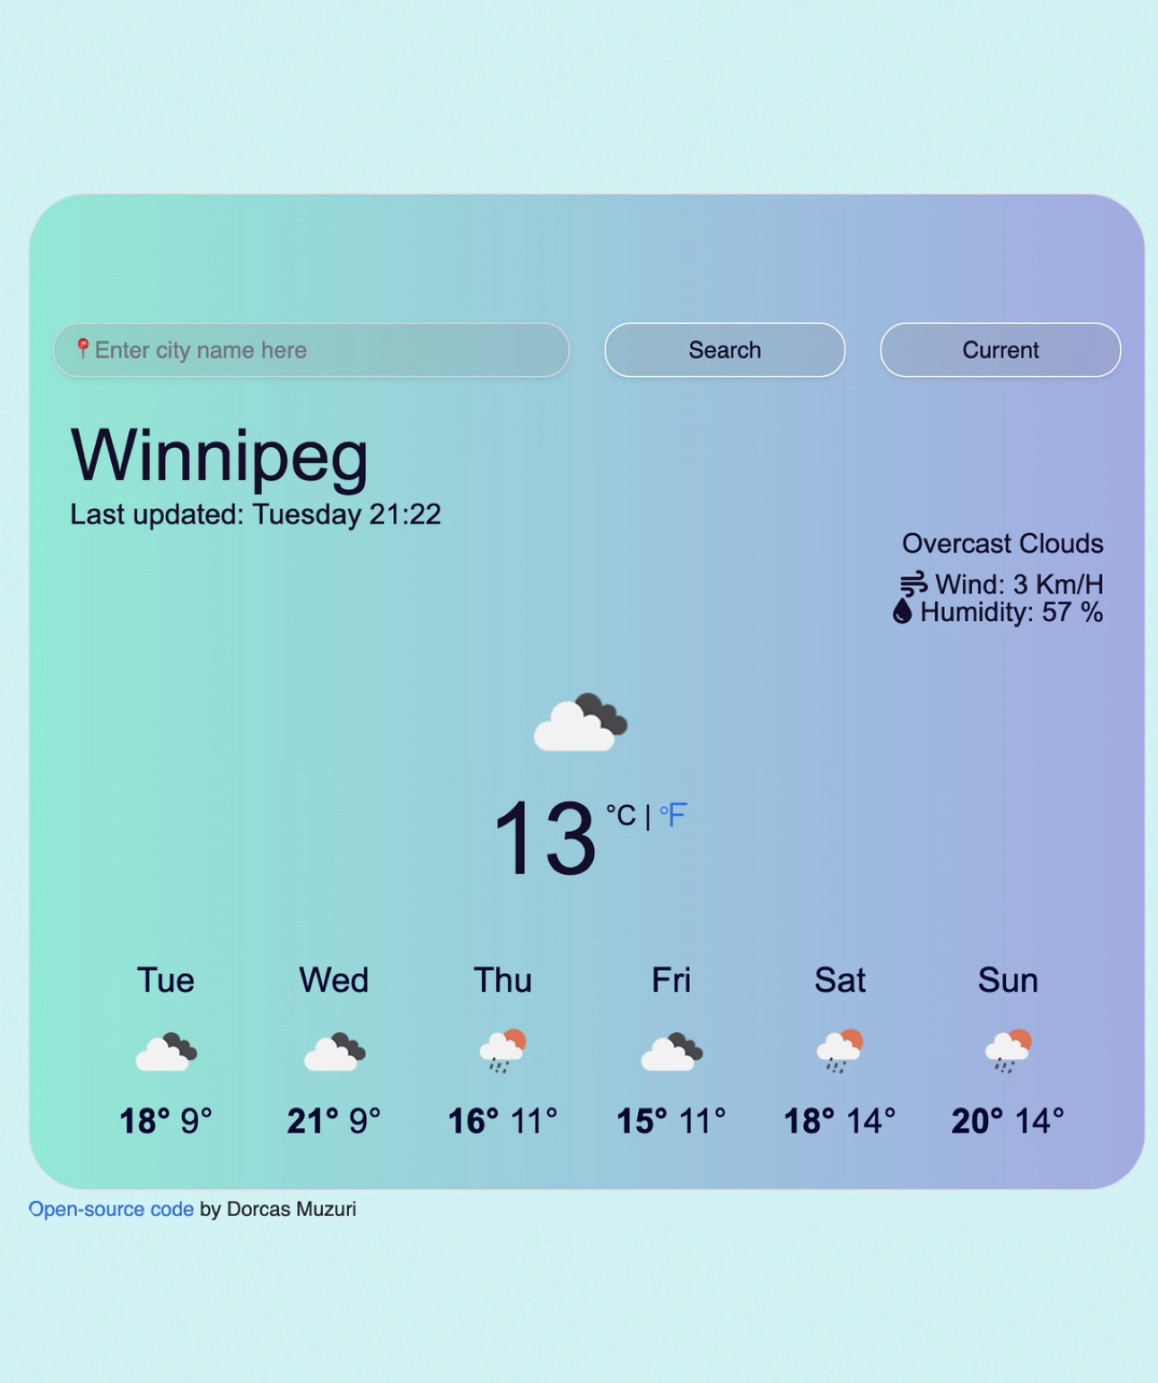 📍Enter city name here
Search
Current
Winnipeg
Last updated: Tuesday 21:22
Overcast Clouds
Wind: 3 Km/H
Humidity: 57 %
13 °C | °F
Tue Wed Thu Fri Sat Sun
18° 9° 21° 9° 16° 11° 15° 11° 18° 14° 20° 14°
Open-source code by Dorcas Muzuri